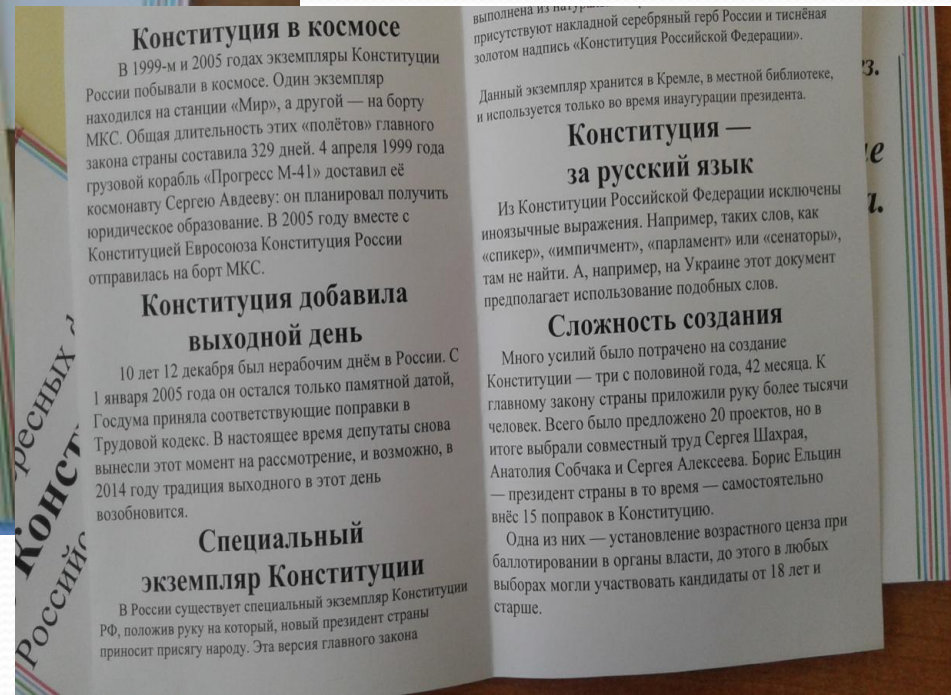 Конституция в космосе
В 1999-м и 2005 годах экземпляры Конституции
России побывали в космосе. Один экземпляр
находился на станции «Мир», а другой — на борту
МКС. Общая длительность этих «полётов» главного
закона страны составила 329 дней. 4 апреля 1999 года
грузовой корабль «Прогресс М-41» доставил её
космонавту Сергею Авдееву: он планировал получить
юридическое образование. В 2005 году вместе с
Конституцией Евросоюза Конституция России
отправилась на борт МКС.
Конституция добавила
выходной день
10 лет 12 декабря был нерабочим днём в России. С
1 января 2005 года он остался только памятной датой,
Госдума приняла соответствующие поправки в
Трудовой кодекс. В настоящее время депутаты снова
вынесли этот момент на рассмотрение, и возможно, в
2014 году традиция выходного в этот день
возобновится.
Специальный
экземпляр Конституции
В России существует специальный экземпляр Конституции
РФ, положив руку на который, новый президент страны
приносит присягу народу. Эта версия главного закона
выполнена из
присутствуют накладной серебряный герб России и тиснёная
золотом надпись «Конституция Российской Федерации».
Данный экземпляр хранится в Кремле, в местной библиотеке,
и используется только во время инаугурации президента.
Конституция —
за русский язык
Из Конституции Российской Федерации исключены
иноязычные выражения. Например, таких слов, как
«спикер», «импичмент», «парламент» или «сенаторы»,
там не найти. А, например, на Украине этот документ
предполагает использование подобных слов.
Сложность создания
Много усилий было потрачено на создание
Конституции — три с половиной года, 42 месяца. К
главному закону страны приложили руку более тысячи
человек. Всего было предложено 20 проектов, но в
итоге выбрали совместный труд Сергея Шахрая,
Анатолия Собчака и Сергея Алексеева. Борис Ельцин
— президент страны в то время — самостоятельно
внёс 15 поправок в Конституцию.
Одна из них — установление возрастного ценза при
баллотировании в органы власти, до этого в любых
выборах могли участвовать кандидаты от 18 лет и
старше.